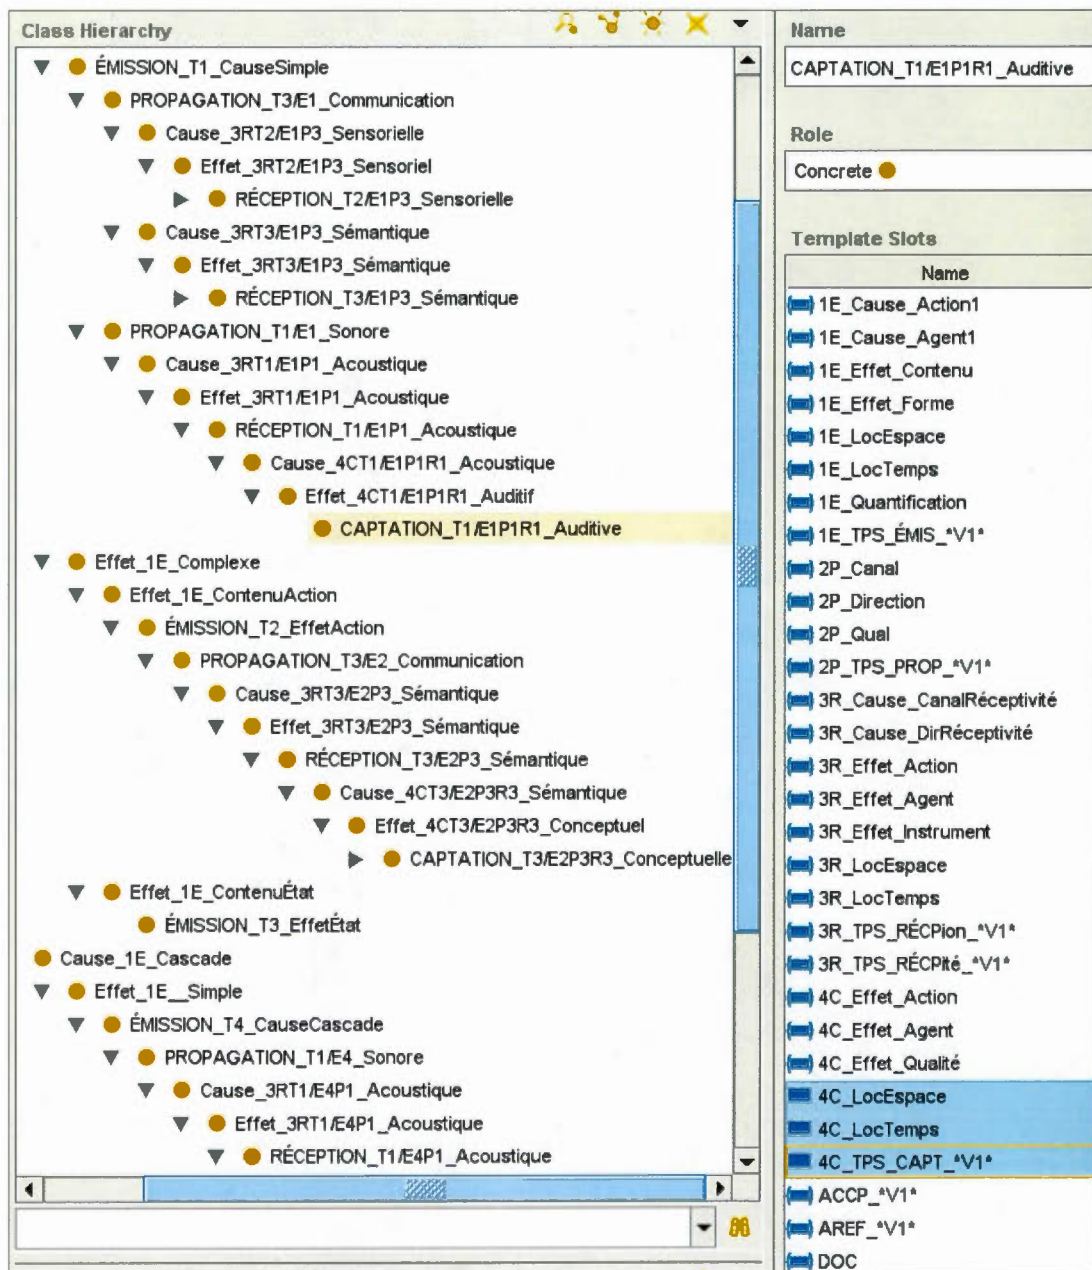 Class Hierarchy
ÉMISSION_T1_CauseSimple
PROPAGATION_T3/E1_Communication
Cause_3RT2/E1P3_Sensorielle
Effet_3RT2/E1P3_Sensoriel
RÉCEPTION_T2/E1P3_Sensorielle
Cause_3RT3/E1P3_Sémantique
Effet_3RT3/E1P3_Sémantique
RÉCEPTION_T3/E1P3_Sémantique
PROPAGATION_T1/E1_Sonore
Cause_3RT1/E1P1_Acoustique
Effet_3RT1/E1P1_Acoustique
RÉCEPTION_T1/E1P1_Acoustique
Cause_4CT1/E1P1R1_Acoustique
Effet_4CT1/E1P1R1_Auditif
CAPTATION_T1/E1P1R1_Auditive
Effet_1E_Complexe
Effet_1E_ContenuAction
ÉMISSION_T2_EffetAction
PROPAGATION_T3/E2_Communication
Cause_3RT3/E2P3_Sémantique
Effet_3RT3/E2P3_Sémantique
RÉCEPTION_T3/E2P3_Sémantique
Cause_4CT3/E2P3R3_Sémantique
Effet_4CT3/E2P3R3_Conceptuel
CAPTATION_T3/E2P3R3_Conceptuelle
Effet_1E_ContenuÉtat
ÉMISSION_T3_EffetÉtat
Cause_1E_Cascade
Effet_1E__Simple
ÉMISSION_T4_CauseCascade
PROPAGATION_T1/E4_Sonore
Cause_3RT1/E4P1_Acoustique
Effet_3RT1/E4P1_Acoustique
RÉCEPTION_T1/E4P1_Acoustique
Name
CAPTATION_T1/E1P1R1_Auditive
Role
Concrete
Template Slots
Name
1E_Cause_Action1
1E_Cause_Agent1
1E_Effet_Contenu
1E_Effet_Forme
1E_LocEspace
1E_LocTemps
1E_Quantification
1E_TPS_ÉMIS_*V1*
2P_Canal
2P_Direction
2P_Qual
2P_TPS_PROP_*V1*
3R_Cause_CanalRéceptivité
3R_Cause_DirRéceptivité
3R_Effet_Action
3R_Effet_Agent
3R_Effet_Instrument
3R_LocEspace
3R_LocTemps
3R_TPS_RÉCPion_*V1*
3R_TPS_RÉCPité_*V1*
4C_Effet_Action
4C_Effet_Agent
4C_Effet_Qualité
4C_LocEspace
4C_LocTemps
4C_TPS_CAPT_*V1*
ACCP_*V1*
AREF_*V1*
DOC